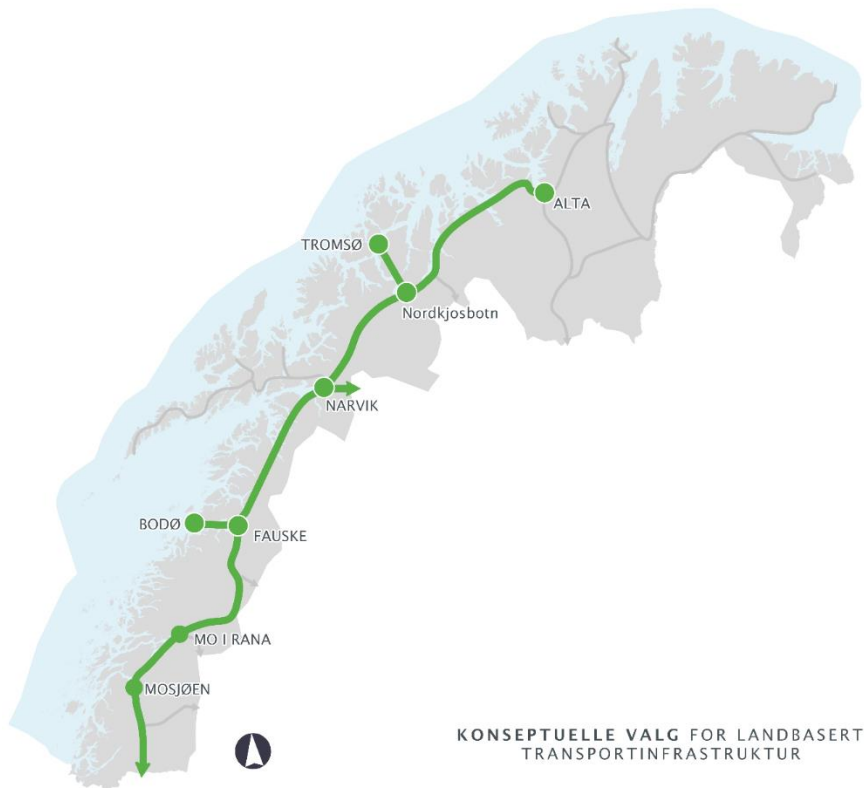 ALTA
TROMSØ
Nordkjosbotn
NARVIK
BODØ
FAUSKE
MO I RANA
MOSJØEN
KONSEPTUELLE VALG FOR LANDBASERT
TRANSPORTINFRASTRUKTUR